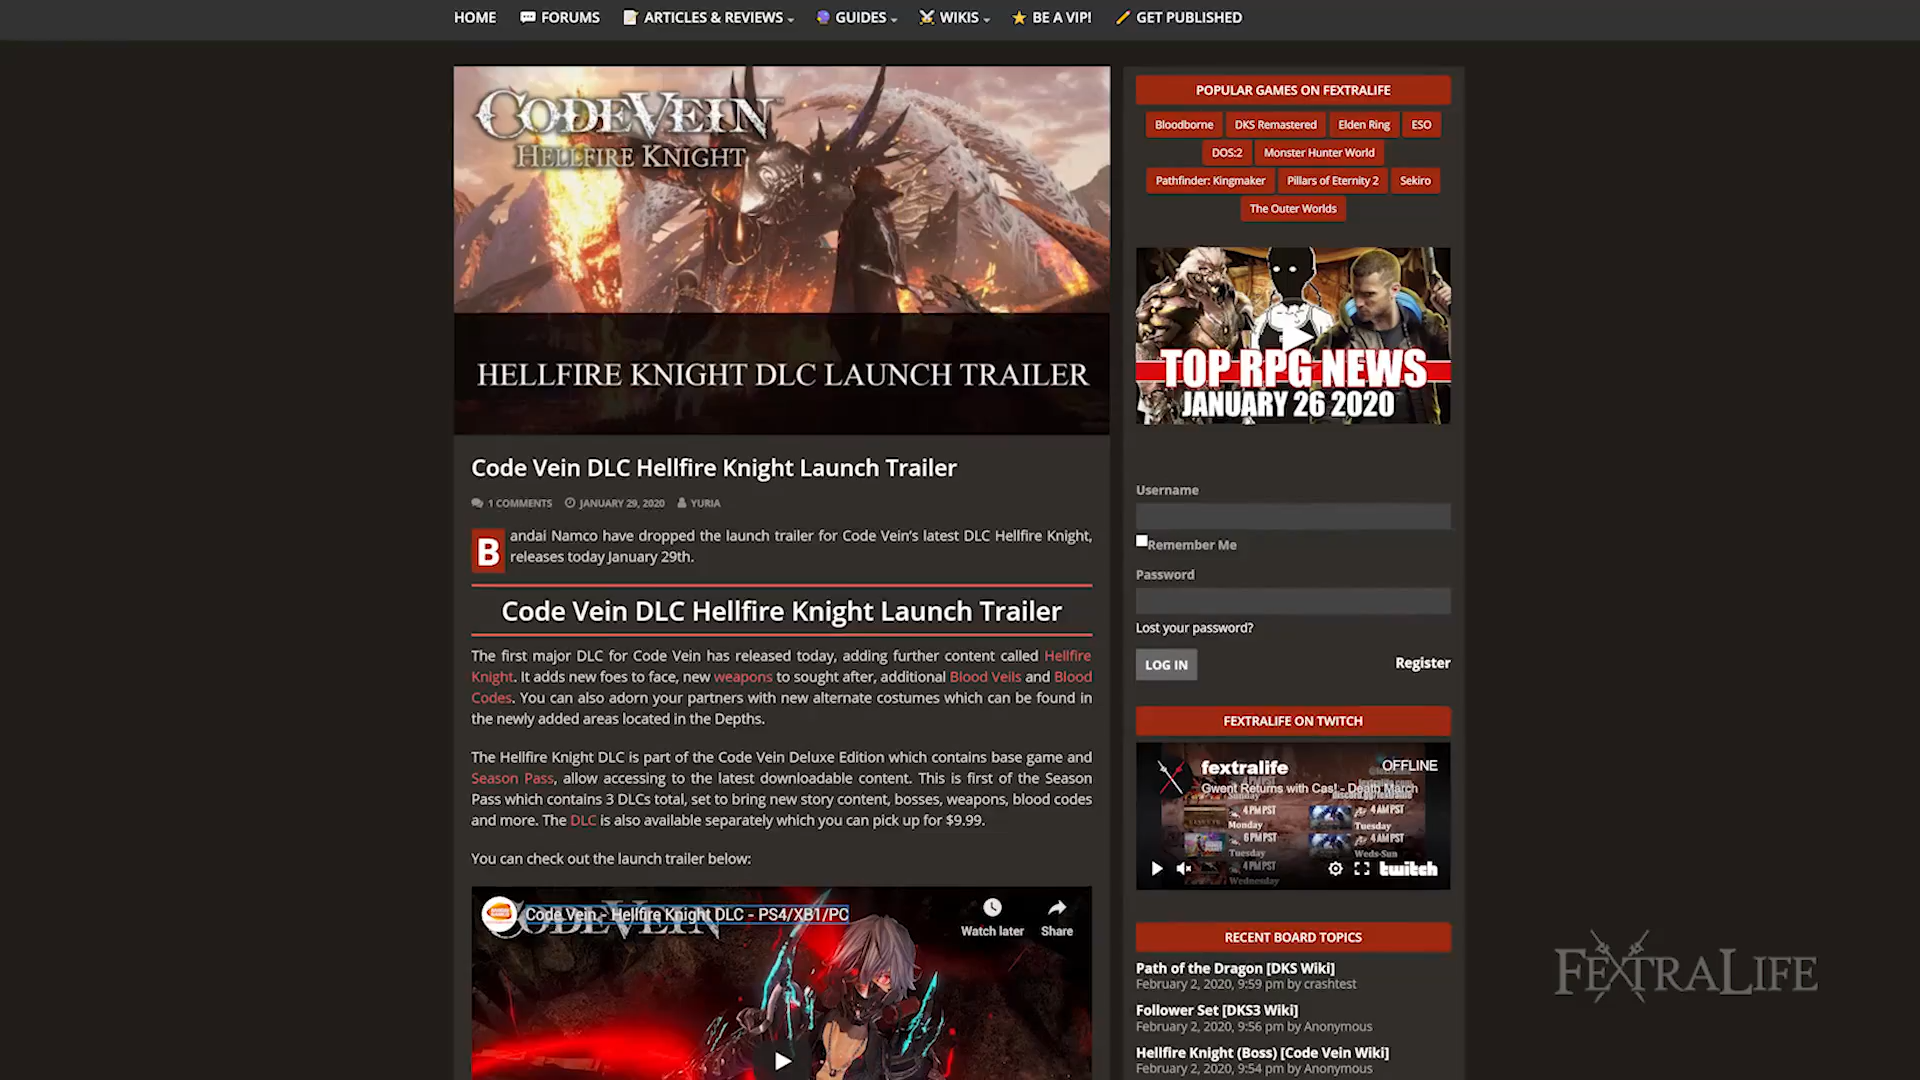 HOME
FORUMS
ARTICLES & REVIEWS
GUIDES
WIKIS
BE A VIP!
GET PUBLISHED
CODE VEIN
HELLFIRE KNIGHT
HELLFIRE KNIGHT DLC LAUNCH TRAILER
Code Vein DLC Hellfire Knight Launch Trailer
1 COMMENTS JANUARY 29, 2020 YURIA
Bandai Namco have dropped the launch trailer for Code Vein's latest DLC Hellfire Knight,
releases today January 29th.
Code Vein DLC Hellfire Knight Launch Trailer
The first major DLC for Code Vein has released today, adding further content called Hellfire
Knight. It adds new foes to face, new weapons to sought after, additional Blood Veils and Blood
Codes. You can also adorn your partners with new alternate costumes which can be found in
the newly added areas located in the Depths.
The Hellfire Knight DLC is part of the Code Vein Deluxe Edition which contains base game and
Season Pass, allow accessing to the latest downloadable content. This is first of the Season
Pass which contains 3 DLCs total, set to bring new story content, bosses, weapons, blood codes
and more. The DLC is also available separately which you can pick up for $9.99.
You can check out the launch trailer below:
Code Vein - Hellfire Knight DLC - PS4/XB1/PC
Watch later
Share
CODE VEIN
POPULAR GAMES ON FEXTRALIFE
Bloodborne
DKS Remastered
Elden Ring
ESO
DOS:2
Monster Hunter World
Pathfinder: Kingmaker
Pillars of Eternity 2
Sekiro
The Outer Worlds
TOP RPG NEWS
JANUARY 26 2020
Username
Remember Me
Password
Lost your password?
LOG IN
Register
FEXTRALIFE ON TWITCH
fextralife
OFFLINE
Gwent Returns with Cas! - Death March
Sunday
4 PM PST
Monday
6 PM PST
Tuesday
4 PM PST
Wednesday
4 AM PST
Tuesday
4 AM PST
Weds-Sun
twitch
RECENT BOARD TOPICS
Path of the Dragon [DKS Wiki]
February 2, 2020, 9:59 pm by crashtest
Follower Set [DKS3 Wiki]
February 2, 2020, 9:56 pm by Anonymous
Hellfire Knight (Boss) [Code Vein Wiki]
February 2, 2020, 9:54 pm by Anonymous
FEXTRALIFE